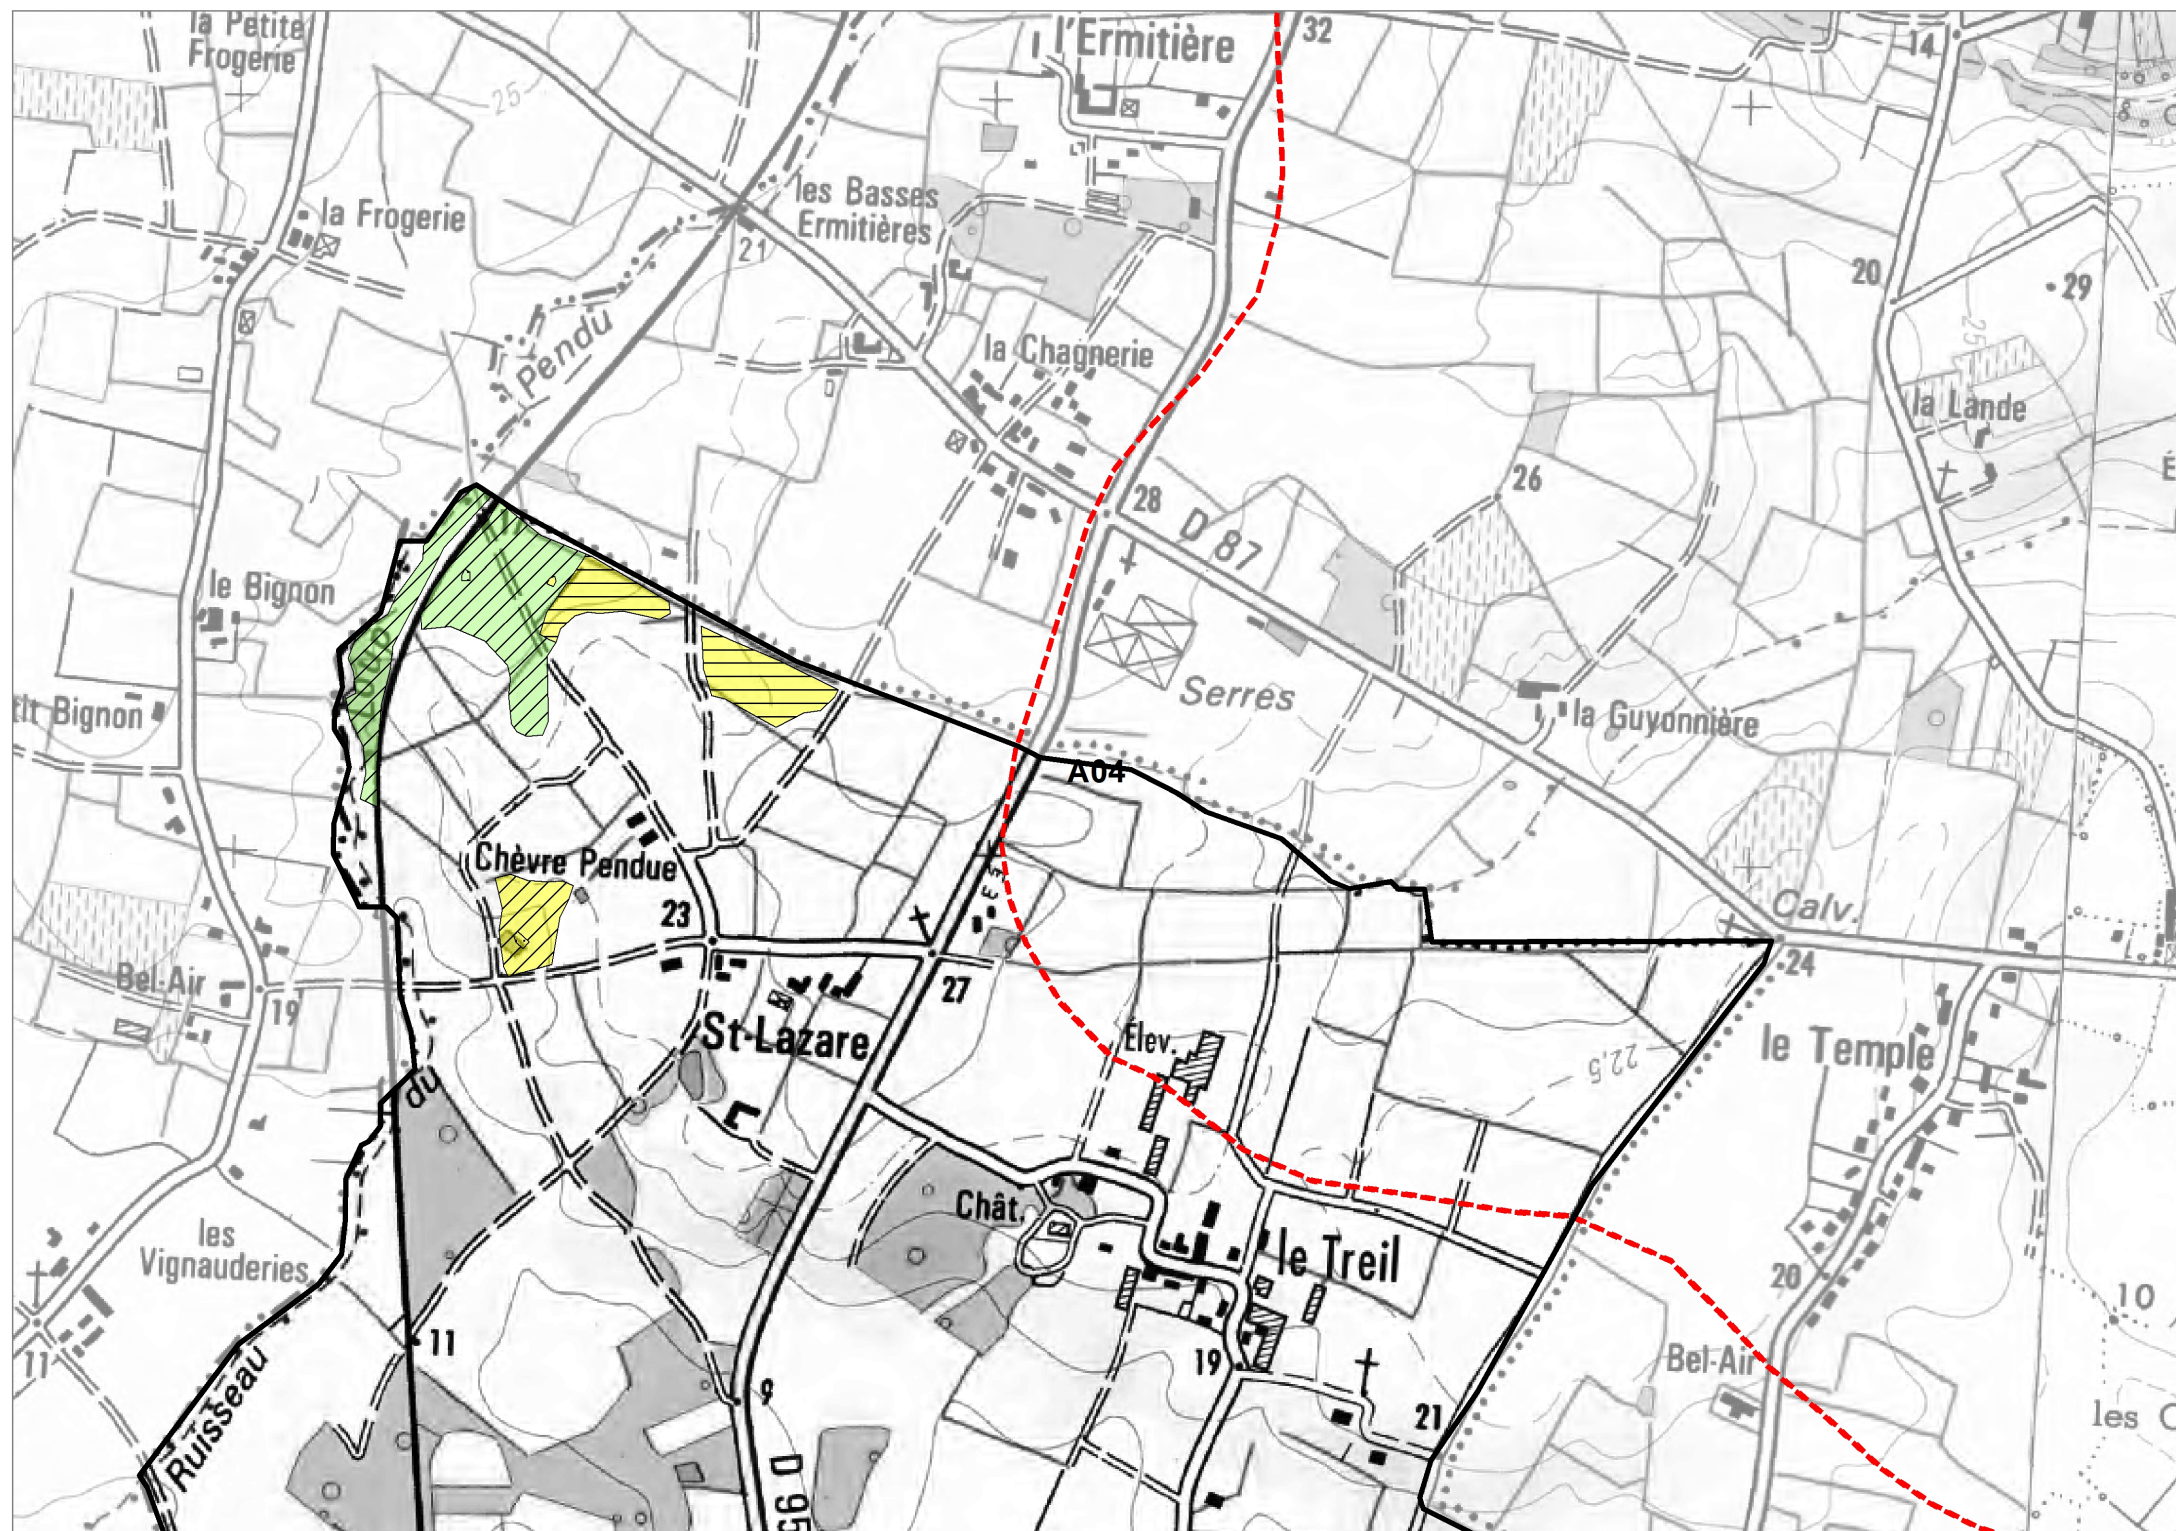 la Petite
Frogerie
l'Ermitière
32
14
25
la Frogerie
les Basses
Ermitières
21
20
29
25
Pendu
la Chagnerie
la Lande
26
28
D 87
le Bignon
tit Bignon
Serres
la Guyonnière
A04
Chèvre Pendue
23
Calv.
24
Bel-Air
19
27
St-Lazare
Élev.
22,5
le Temple
du
Chât.
les
Vignauderies
le Treil
20
10
11
11
19
Bel-Air
9
21
les C
Ruisseau
D 95